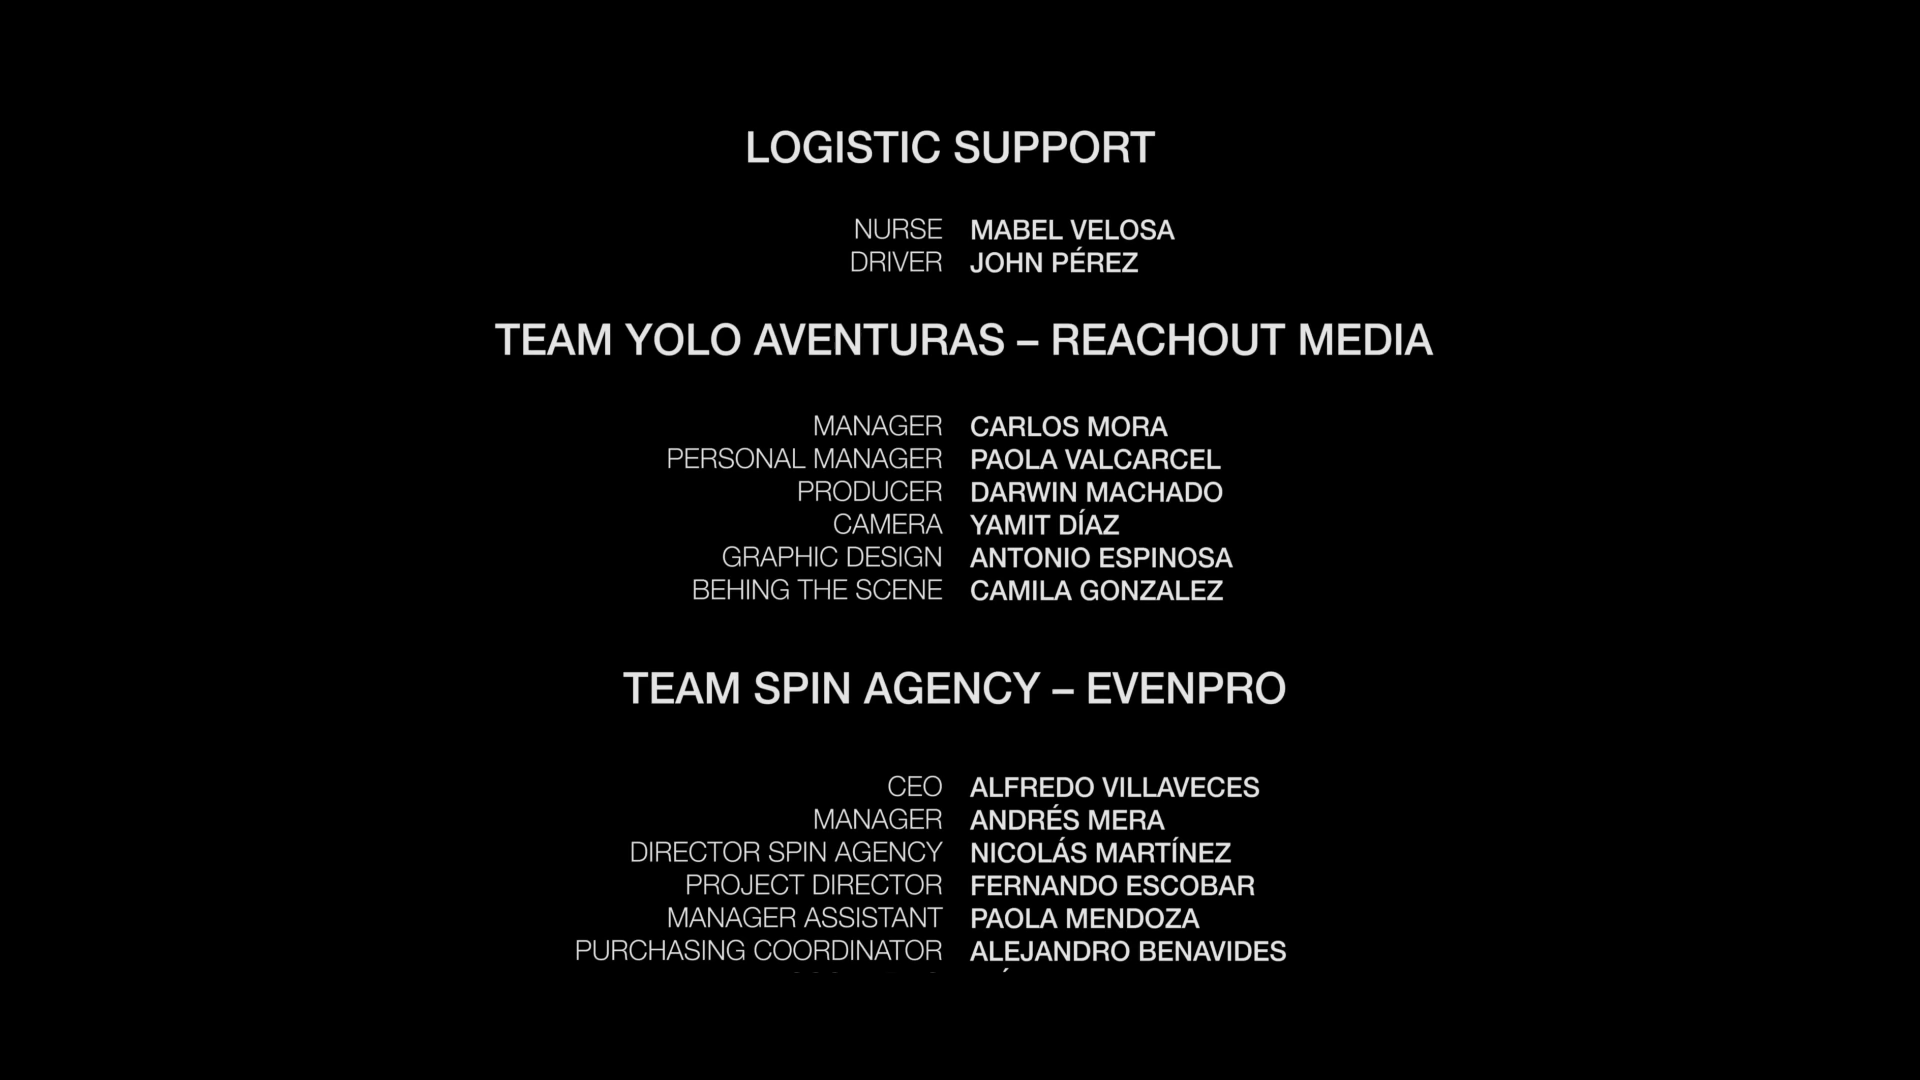 LOGISTIC SUPPORT
NURSE MABEL VELOSA
DRIVER JOHN PÉREZ
TEAM YOLO AVENTURAS – REACHOUT MEDIA
MANAGER CARLOS MORA
PERSONAL MANAGER PAOLA VALCARCEL
PRODUCER DARWIN MACHADO
CAMERA YAMIT DÍAZ
GRAPHIC DESIGN ANTONIO ESPINOSA
BEHING THE SCENE CAMILA GONZALEZ
TEAM SPIN AGENCY – EVENPRO
CEO ALFREDO VILLAVECES
MANAGER ANDRÉS MERA
DIRECTOR SPIN AGENCY NICOLÁS MARTÍNEZ
PROJECT DIRECTOR FERNANDO ESCOBAR
MANAGER ASSISTANT PAOLA MENDOZA
PURCHASING COORDINATOR ALEJANDRO BENAVIDES